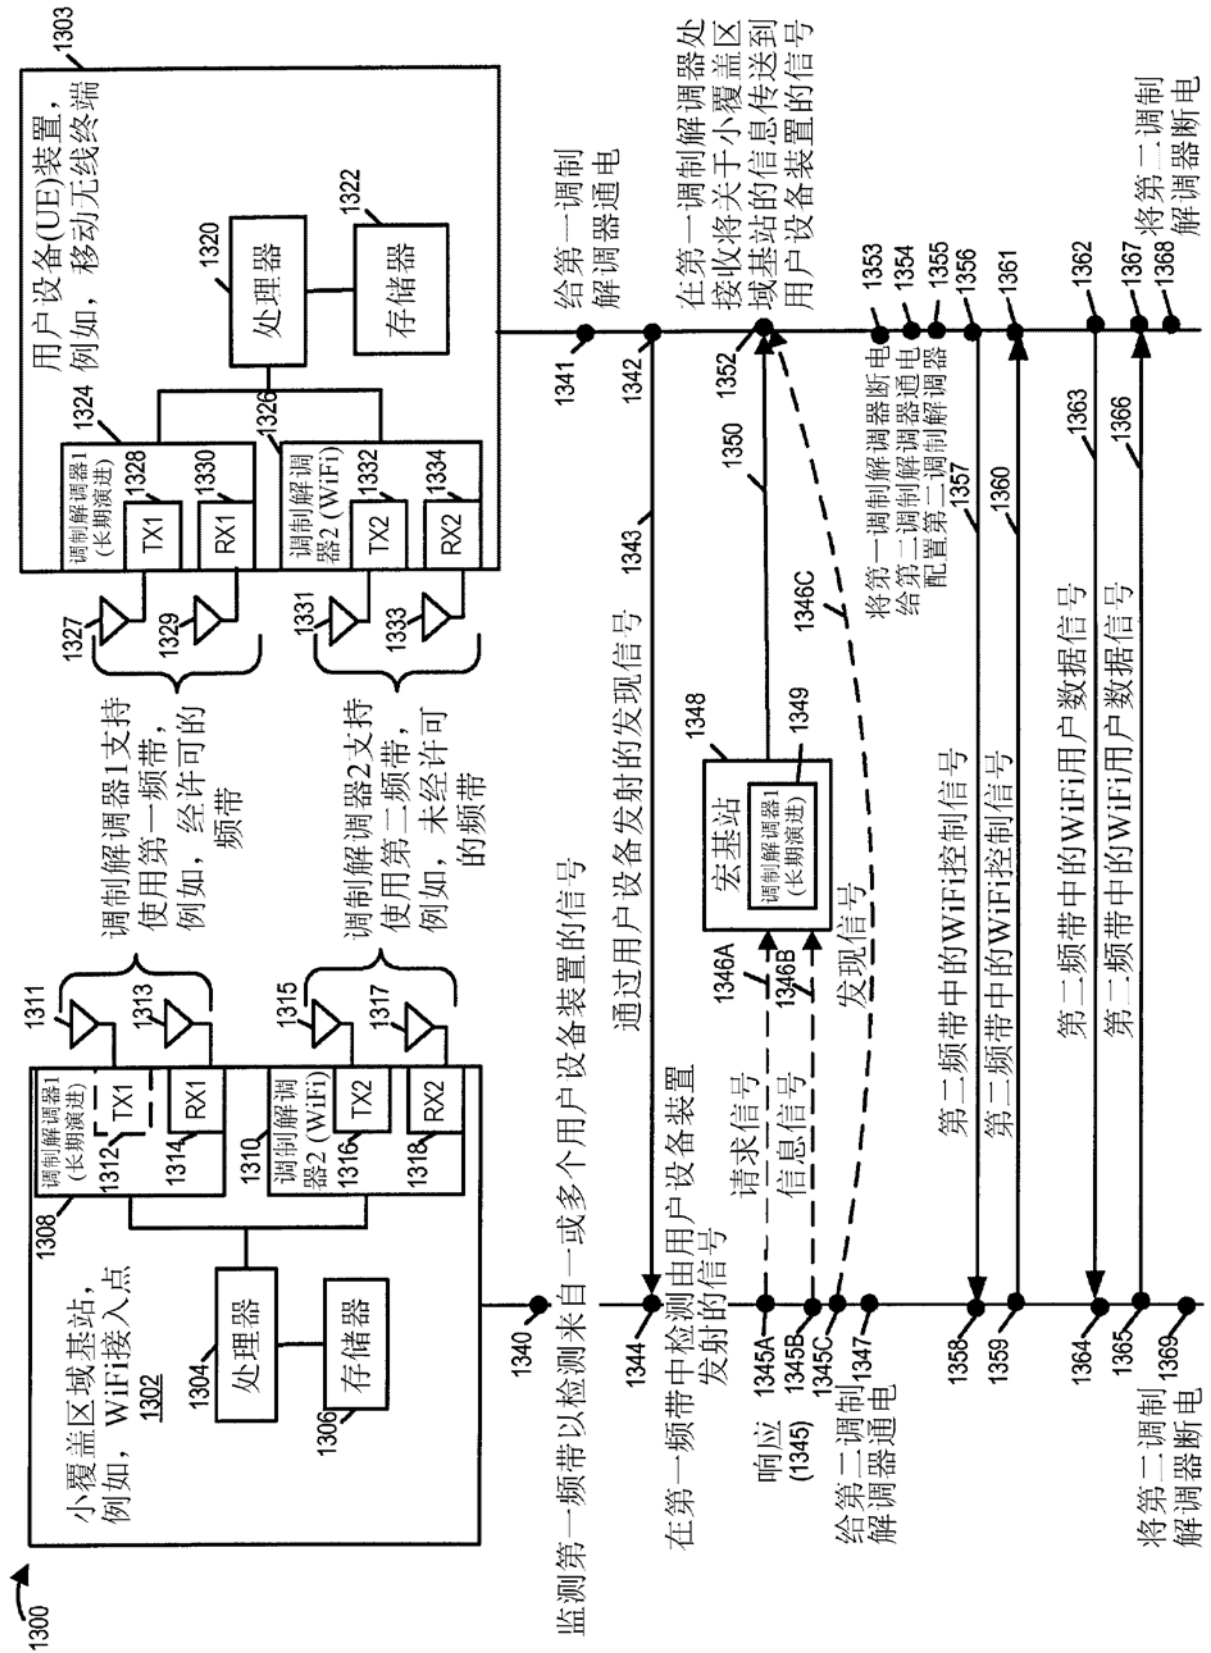 1300
小覆盖区域基站，
例如，WiFi接入点
1302
1304
处理器
1306
存储器
1308
调制解调器1
(长期演进)
1312
TX1
1314
RX1
1310
调制解调
器2 (WiFi)
1316
TX2
1318
RX2
1311
1313
1315
1317
调制解调器1支持
使用第一频带，
例如，经许可的
频带
调制解调器2支持
使用第二频带，
例如，未经许可
的频带
1327
1329
1331
1333
1303
用户设备(UE)装置，
例如，移动无线终端
1324
调制解调器1
(长期演进)
1328
TX1
1330
RX1
1326
调制解调
器2 (WiFi)
1332
TX2
1334
RX2
1320
处理器
1322
存储器
1340
监测第一频带以检测来自一或多个用户设备装置的信号
给第一调制
解调器通电
1341
1342
通过用户设备发射的发现信号
1343
1344
在第一频带中检测由用户设备装置
发射的信号
响应
(1345)
1345A
请求信号
1346A
1345B
信息信号
1346B
1345C
发现信号
1346C
宏基站
1348
调制解调器1
(长期演进)
1349
1350
1352
在第一调制解调器处
接收将关于小覆盖区
域基站的信息传送到
用户设备装置的信号
1347
给第二调制
解调器通电
1353
将第一调制解调器断电
1354
给第二调制解调器通电
1355
配置第二调制解调器
1356
第二频带中的WiFi控制信号
1357
1358
1359
第二频带中的WiFi控制信号
1360
1361
1362
第二频带中的WiFi用户数据信号
1363
1364
1365
第二频带中的WiFi用户数据信号
1366
1367
1368
将第二调制
解调器断电
1369
将第二调制
解调器断电